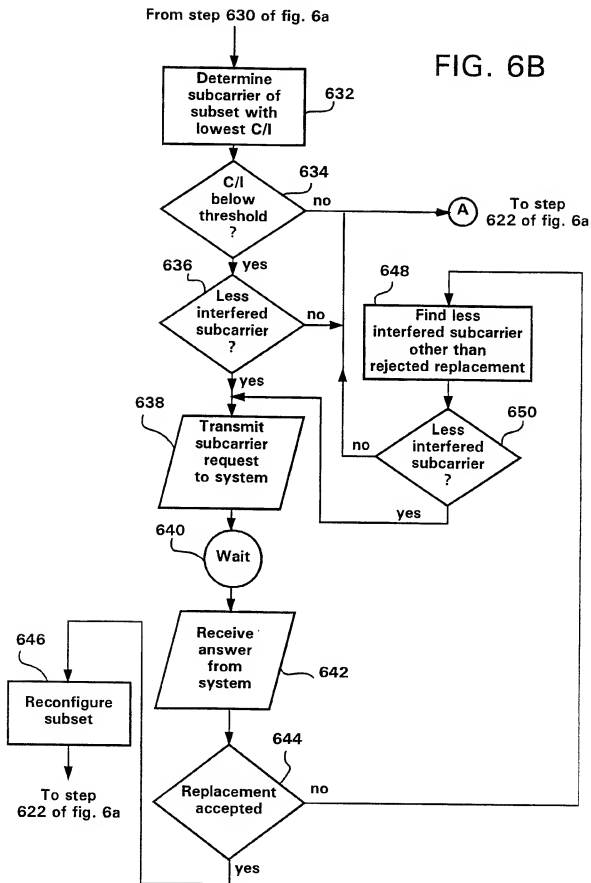 From step 630 of fig. 6a
FIG. 6B
Determine
subcarrier of
subset with
lowest C/I
632
C/I
below
threshold
?
634
no
A
To step
622 of fig. 6a
yes
636
Less
interfered
subcarrier
?
no
648
Find less
interfered subcarrier
other than
rejected replacement
yes
638
Transmit
subcarrier
request
to system
650
Less
interfered
subcarrier
?
no
yes
640
Wait
Receive
answer
from
system
642
646
Reconfigure
subset
To step
622 of fig. 6a
644
Replacement
accepted
no
yes